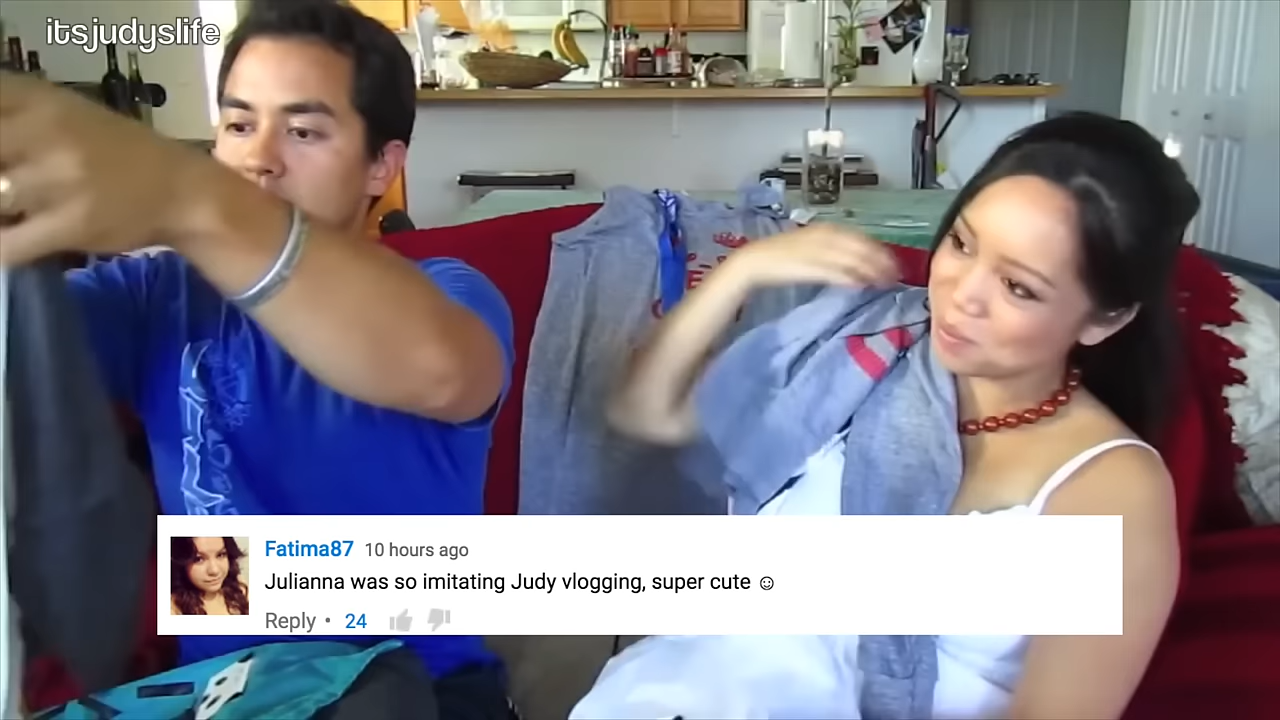 itsjudyslife
Fatima87 10 hours ago
Julianna was so imitating Judy vlogging, super cute ☺
Reply • 24